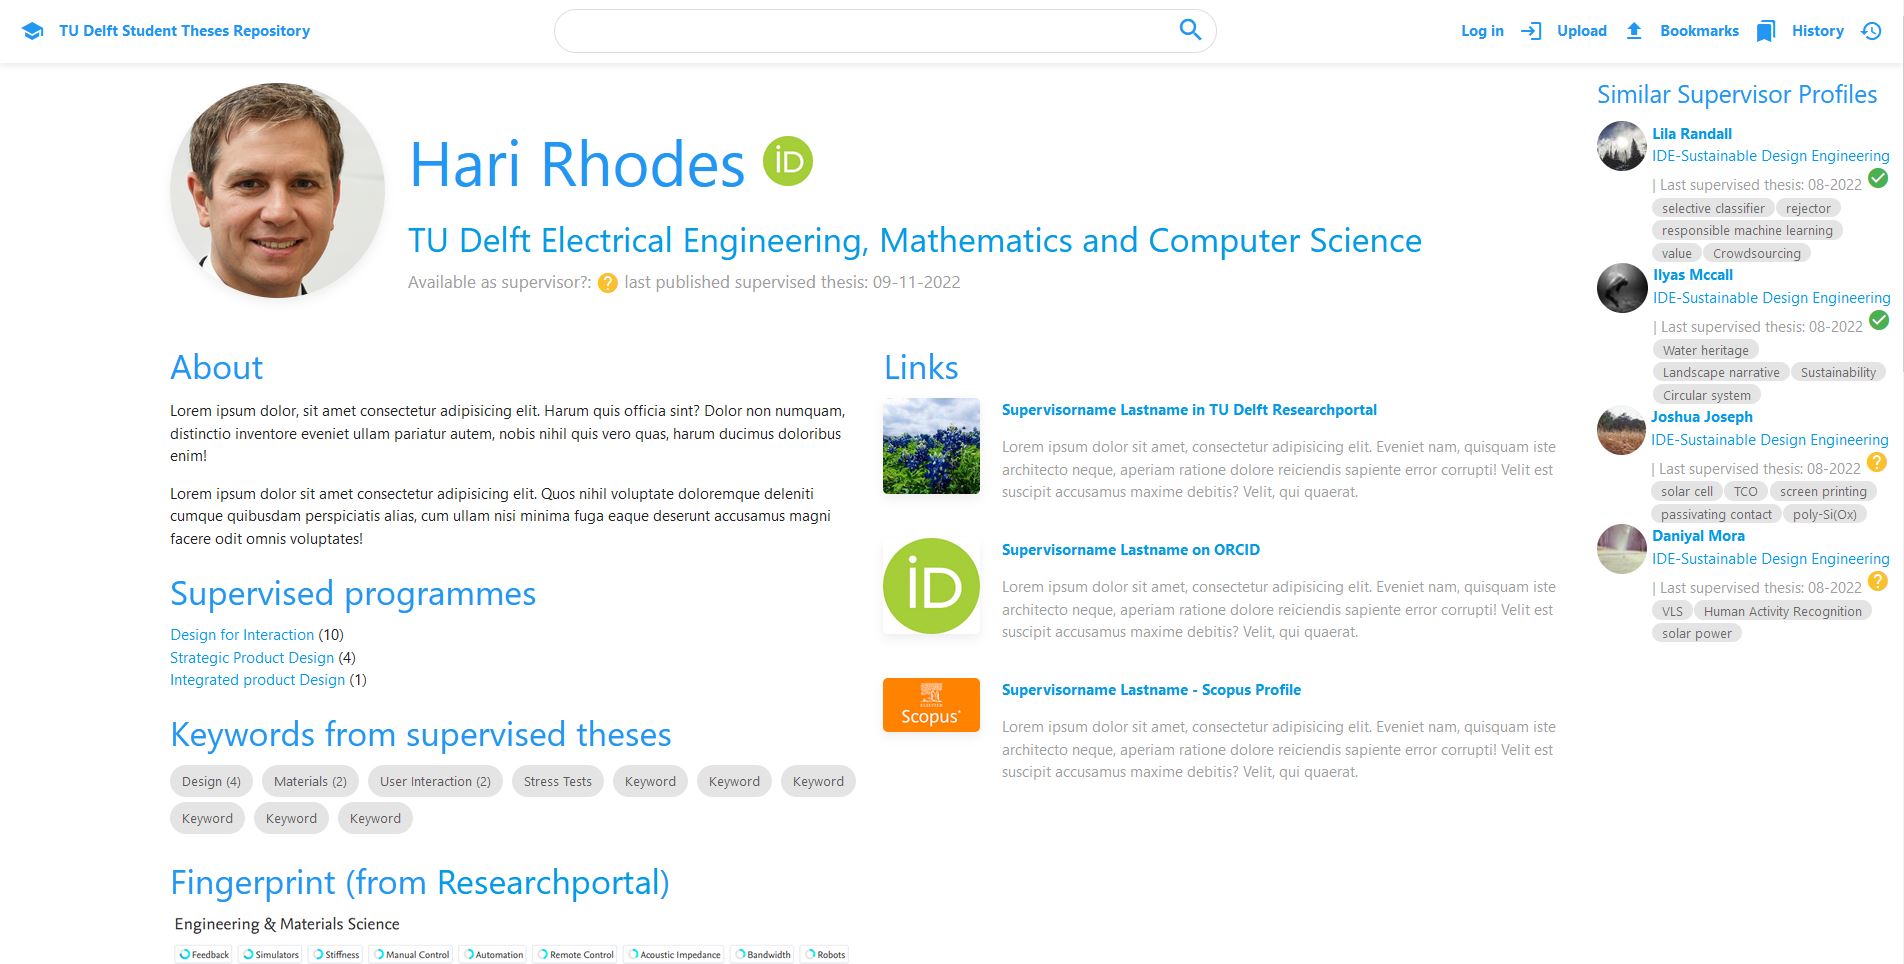 TU Delft Student Theses Repository
Log in
Upload
Bookmarks
History
Hari Rhodes
iD
TU Delft Electrical Engineering, Mathematics and Computer Science
Available as supervisor?: ? last published supervised thesis: 09-11-2022
About
Lorem ipsum dolor, sit amet consectetur adipisicing elit. Harum quis officia sint? Dolor non numquam,
distinctio inventore eveniet ullam pariatur autem, nobis nihil quis vero quas, harum ducimus doloribus
enim!
Lorem ipsum dolor sit amet consectetur adipisicing elit. Quos nihil voluptate doloremque deleniti
cumque quibusdam perspiciatis alias, cum ullam nisi minima fuga eaque deserunt accusamus magni
facere odit omnis voluptates!
Supervised programmes
Design for Interaction (10)
Strategic Product Design (4)
Integrated product Design (1)
Keywords from supervised theses
Design (4) Materials (2) User Interaction (2) Stress Tests Keyword Keyword Keyword
Keyword Keyword Keyword
Fingerprint (from Researchportal)
Engineering & Materials Science
Feedback Simulators Stiffness Manual Control Automation Remote Control Acoustic Impedance Bandwidth Robots
Links
Supervisorname Lastname in TU Delft Researchportal
Lorem ipsum dolor sit amet, consectetur adipisicing elit. Eveniet nam, quisquam iste
architecto neque, aperiam ratione dolore reiciendis sapiente error corrupti! Velit est
suscipit accusamus maxime debitis? Velit, qui quaerat.
iD
Supervisorname Lastname on ORCID
Lorem ipsum dolor sit amet, consectetur adipisicing elit. Eveniet nam, quisquam iste
architecto neque, aperiam ratione dolore reiciendis sapiente error corrupti! Velit est
suscipit accusamus maxime debitis? Velit, qui quaerat.
ELSEVIER
Scopus
Supervisorname Lastname - Scopus Profile
Lorem ipsum dolor sit amet, consectetur adipisicing elit. Eveniet nam, quisquam iste
architecto neque, aperiam ratione dolore reiciendis sapiente error corrupti! Velit est
suscipit accusamus maxime debitis? Velit, qui quaerat.
Similar Supervisor Profiles
Lila Randall
IDE-Sustainable Design Engineering
| Last supervised thesis: 08-2022
selective classifier rejector
responsible machine learning
value Crowdsourcing
Ilyas Mccall
IDE-Sustainable Design Engineering
| Last supervised thesis: 08-2022
Water heritage
Landscape narrative Sustainability
Circular system
Joshua Joseph
IDE-Sustainable Design Engineering
| Last supervised thesis: 08-2022 ?
solar cell TCO screen printing
passivating contact poly-Si(Ox)
Daniyal Mora
IDE-Sustainable Design Engineering
| Last supervised thesis: 08-2022 ?
VLS Human Activity Recognition
solar power